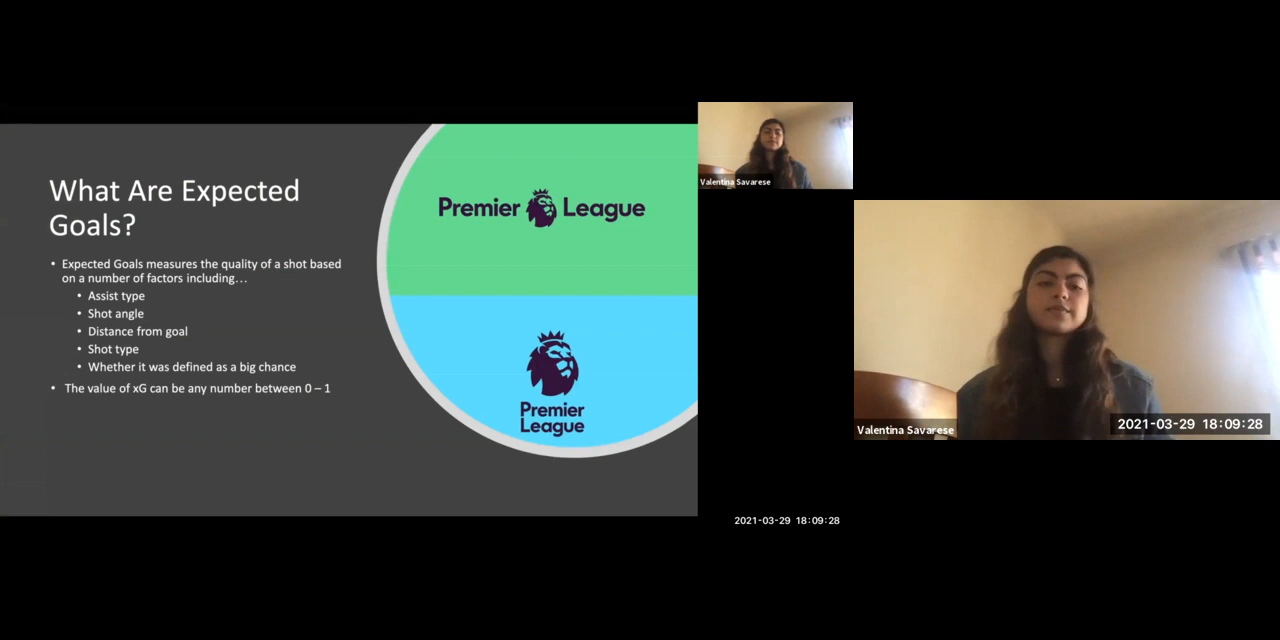 What Are Expected
Goals?
• Expected Goals measures the quality of a shot based
on a number of factors including…
• Assist type
• Shot angle
• Distance from goal
• Shot type
• Whether it was defined as a big chance
• The value of xG can be any number between 0 – 1
Premier League
Premier
League
Valentina Savarese
2021-03-29 18:09:28
Valentina Savarese
2021-03-29 18:09:28